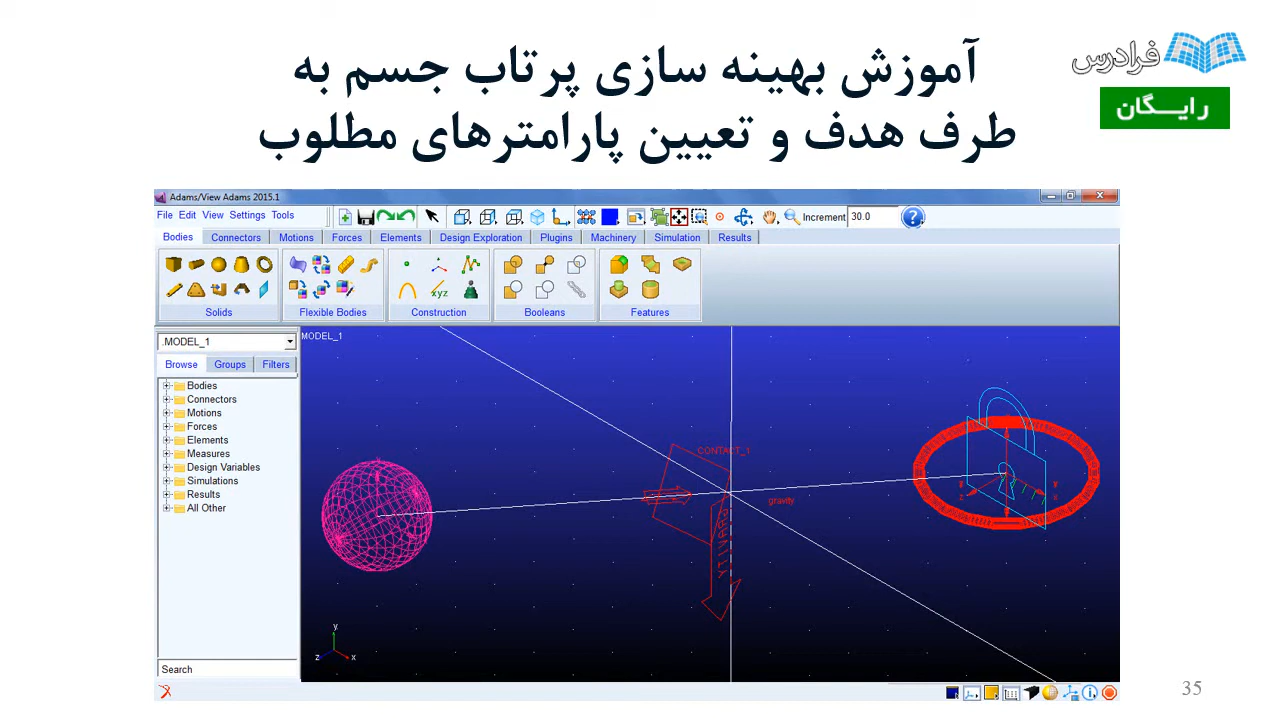 آموزش بهینه سازی پرتاب جسم به
طرف هدف و تعیین پارامترهای مطلوب
فرادرس
رایــگان
Adams/View Adams 2015.1
File Edit View Settings Tools
Increment 30.0
Bodies Connectors Motions Forces Elements Design Exploration Plugins Machinery Simulation Results
xyz
Solids Flexible Bodies Construction Booleans Features
.MODEL_1
MODEL_1
Browse Groups Filters
Bodies
Connectors
Motions
Forces
Elements
Measures
Design Variables
Simulations
Results
All Other
CONTACT_1
gravity
GRAVITY
y
z x
Search
35